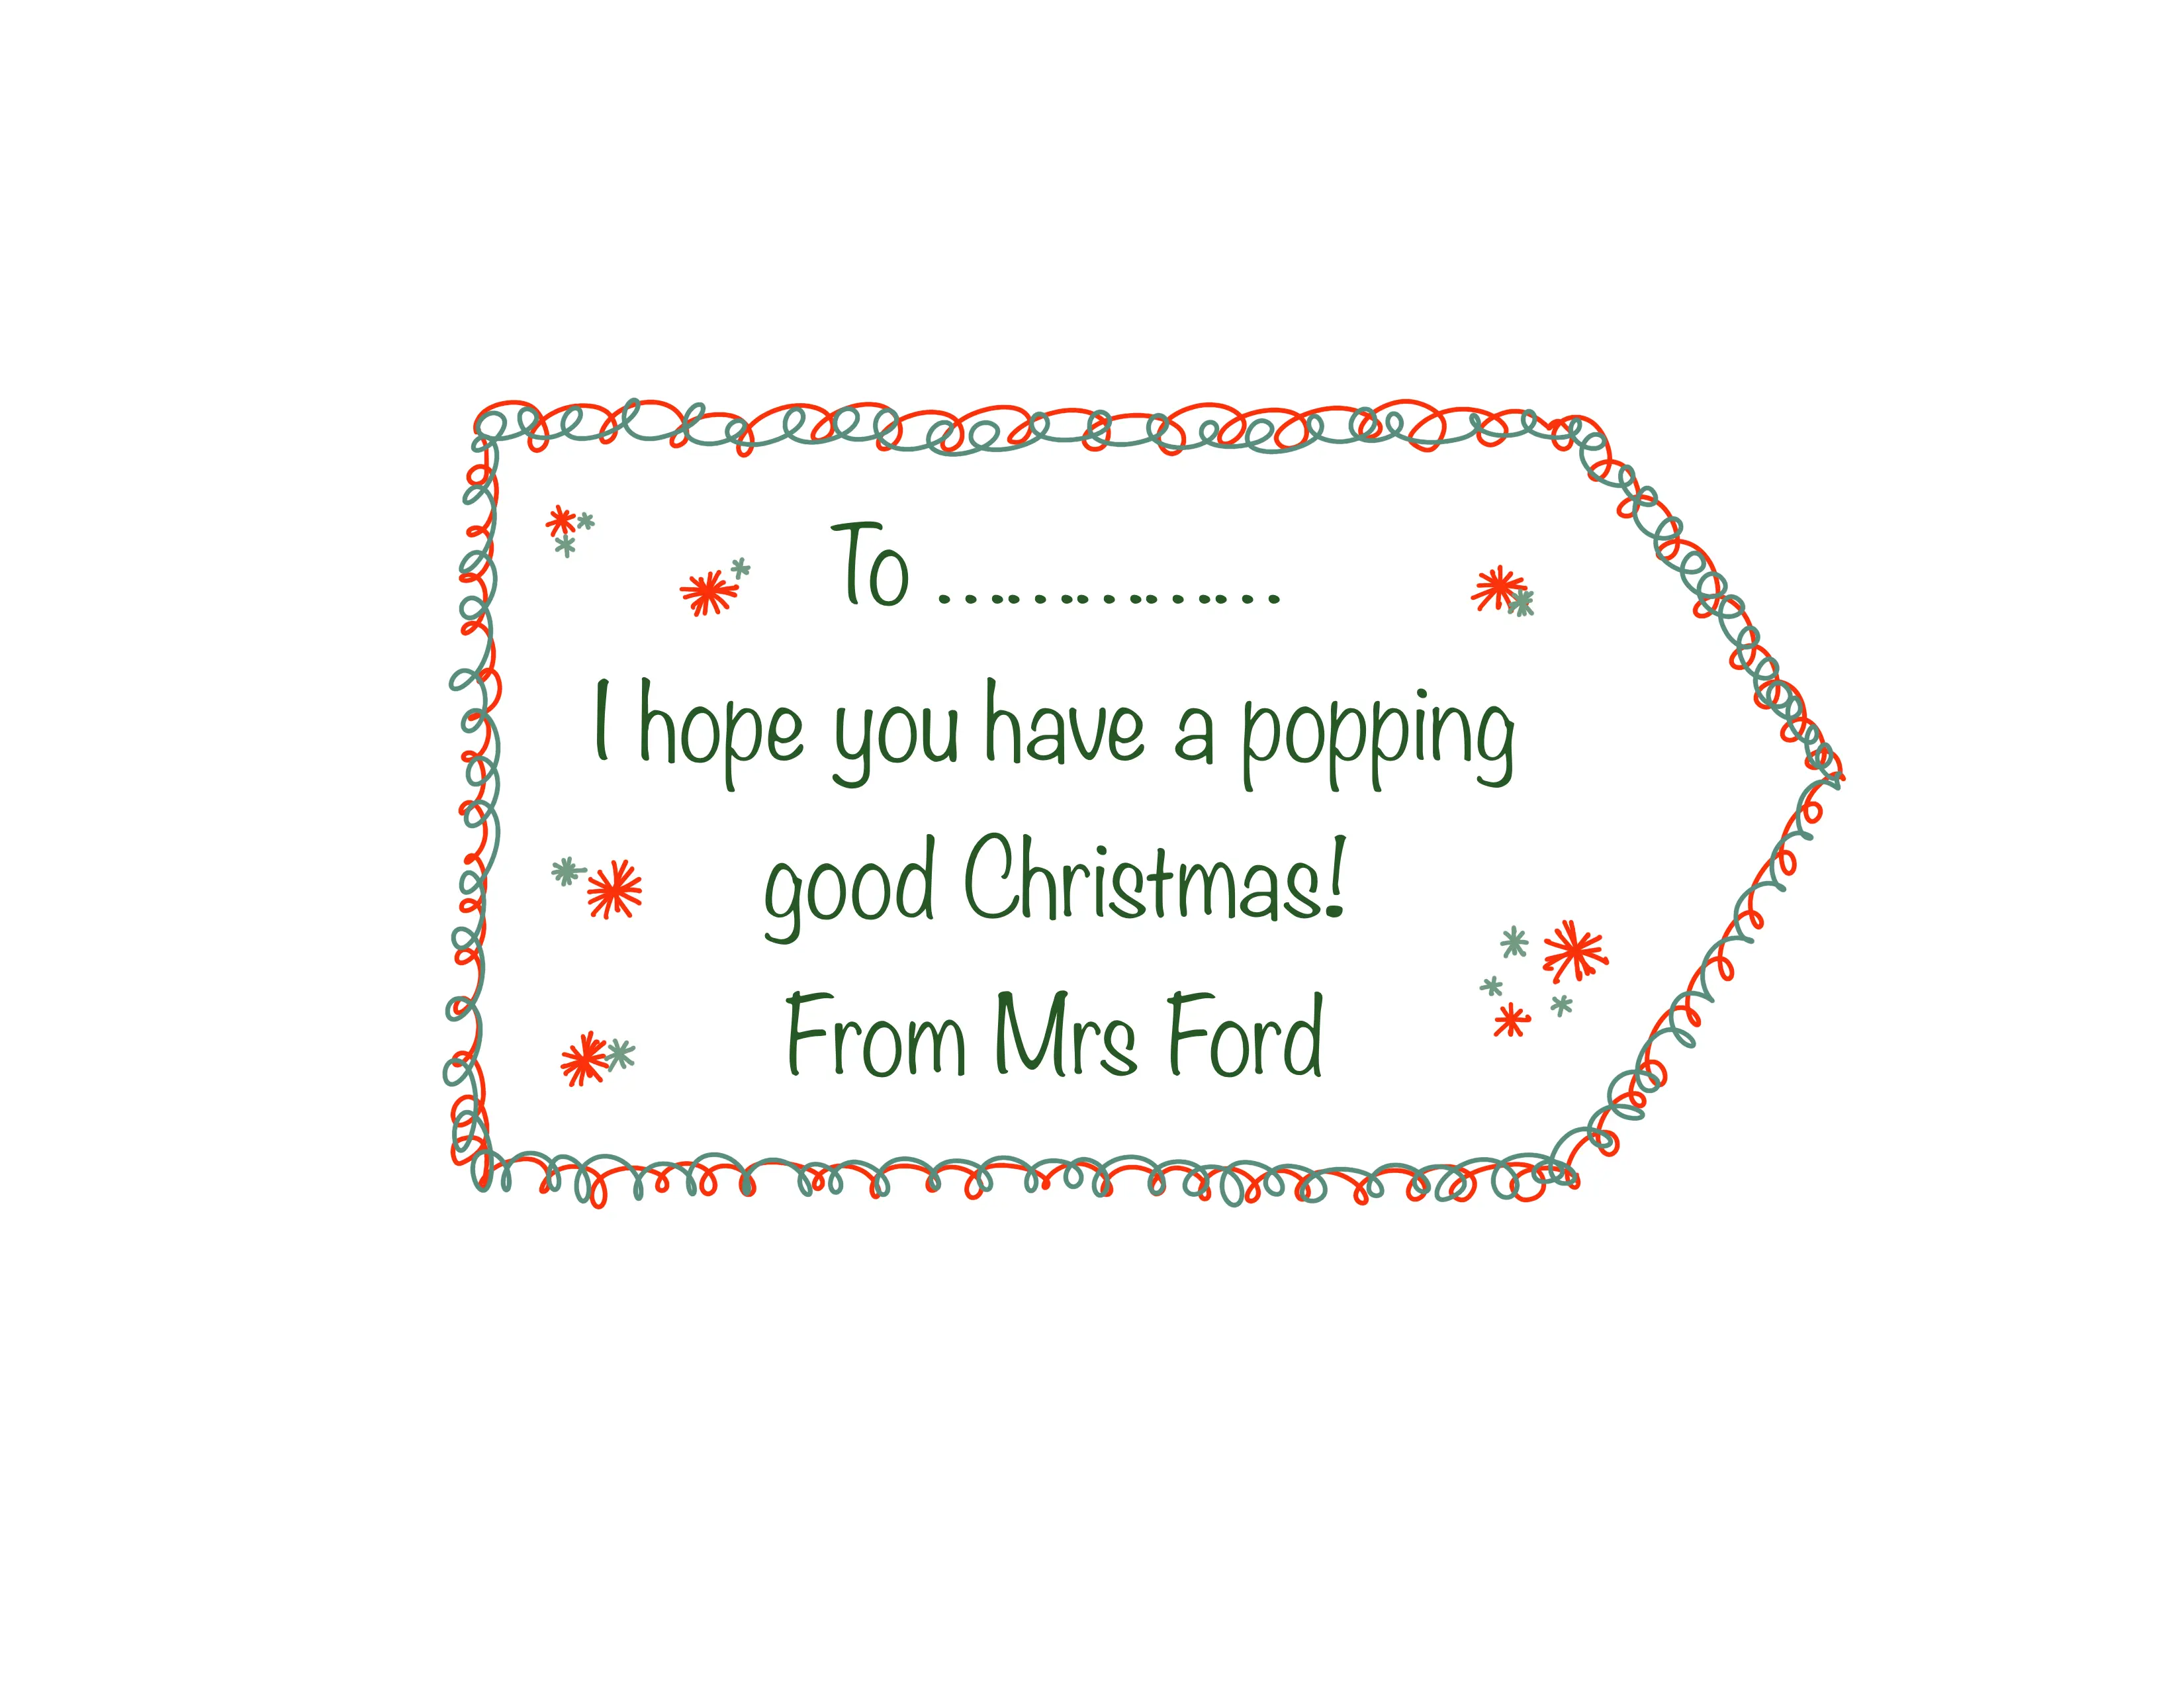 To ..............
I hope you have a popping
good Christmas!
From Mrs Ford